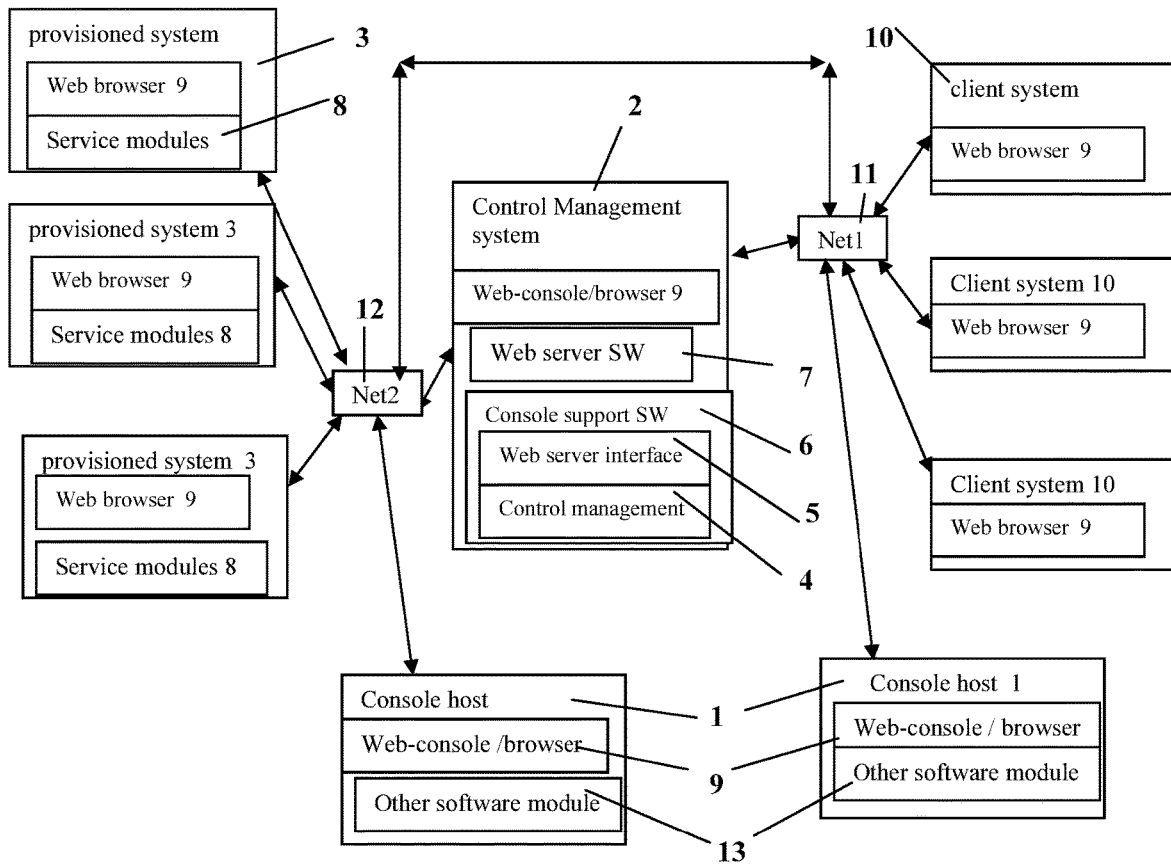 provisioned system
3
Web browser 9
8
Service modules
provisioned system 3
Web browser 9
Service modules 8
provisioned system 3
Web browser 9
Service modules 8
12
Net2
2
Control Management
system
Web-console/browser 9
Web server SW
7
Console support SW
6
Web server interface
5
Control management
4
11
Net1
10
client system
Web browser 9
Client system 10
Web browser 9
Client system 10
Web browser 9
Console host
Web-console /browser
Other software module
1
9
13
Console host 1
Web-console / browser
Other software module